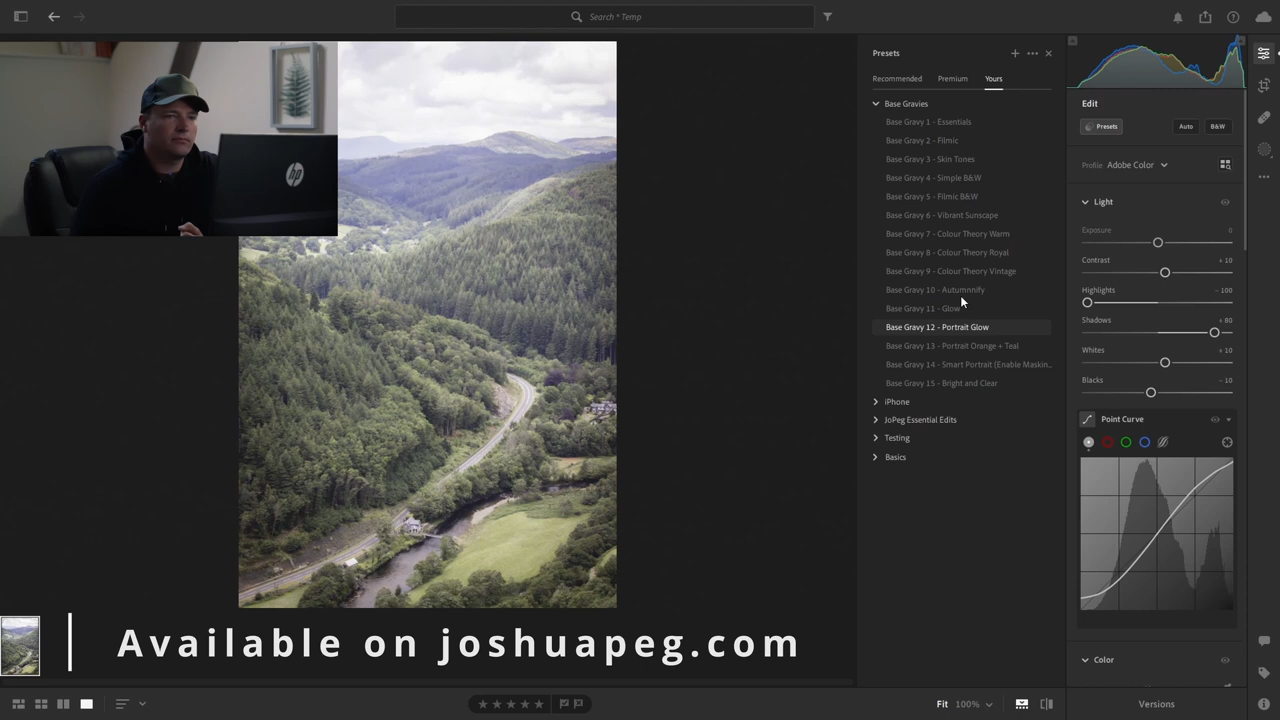 Search * Temp
Presets
Recommended
Premium
Yours
Base Gravies
Base Gravy 1 - Essentials
Base Gravy 2 - Filmic
Base Gravy 3 - Skin Tones
Base Gravy 4 - Simple B&W
Base Gravy 5 - Filmic B&W
Base Gravy 6 - Vibrant Sunscape
Base Gravy 7 - Colour Theory Warm
Base Gravy 8 - Colour Theory Royal
Base Gravy 9 - Colour Theory Vintage
Base Gravy 10 - Autumnnify
Base Gravy 11 - Glow
Base Gravy 12 - Portrait Glow
Base Gravy 13 - Portrait Orange + Teal
Base Gravy 14 - Smart Portrait (Enable Maskin...
Base Gravy 15 - Bright and Clear
iPhone
JoPeg Essential Edits
Testing
Basics
Edit
Presets
Auto
B&W
Profile Adobe Color
Light
Exposure 0
Contrast + 10
Highlights - 100
Shadows + 80
Whites + 10
Blacks - 10
Point Curve
Color
hp
Available on joshuapeg.com
Fit 100%
Versions